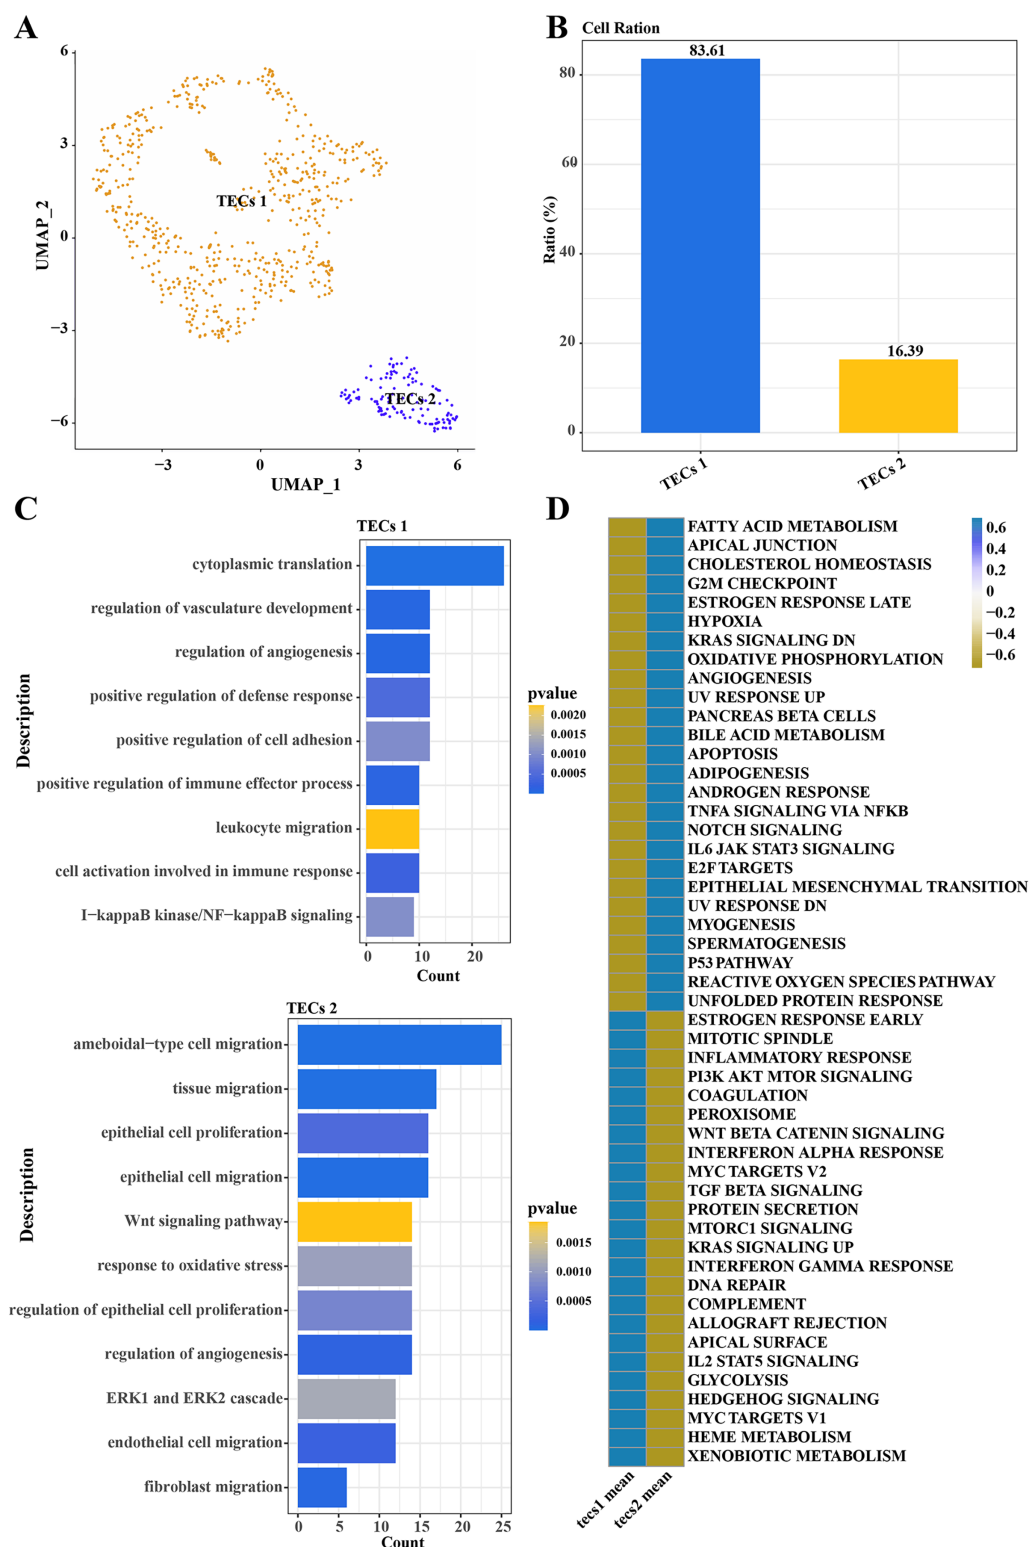 A
6
3
0
−3
−6
UMAP_2
TECs 1
TECs 2
−3 0 3 6
UMAP_1
B
Cell Ration
83.61
16.39
80
60
40
20
0
Ratio (%)
TECs 1
TECs 2
C
TECs 1
Description
cytoplasmic translation
regulation of vasculature development
regulation of angiogenesis
positive regulation of defense response
positive regulation of cell adhesion
positive regulation of immune effector process
leukocyte migration
cell activation involved in immune response
I−kappaB kinase/NF−kappaB signaling
0 10 20
Count
pvalue
0.0020
0.0015
0.0010
0.0005
TECs 2
Description
ameboidal−type cell migration
tissue migration
epithelial cell proliferation
epithelial cell migration
Wnt signaling pathway
response to oxidative stress
regulation of epithelial cell proliferation
regulation of angiogenesis
ERK1 and ERK2 cascade
endothelial cell migration
fibroblast migration
0 5 10 15 20 25
Count
pvalue
0.0015
0.0010
0.0005
D
FATTY ACID METABOLISM
APICAL JUNCTION
CHOLESTEROL HOMEOSTASIS
G2M CHECKPOINT
ESTROGEN RESPONSE LATE
HYPOXIA
KRAS SIGNALING DN
OXIDATIVE PHOSPHORYLATION
ANGIOGENESIS
UV RESPONSE UP
PANCREAS BETA CELLS
BILE ACID METABOLISM
APOPTOSIS
ADIPOGENESIS
ANDROGEN RESPONSE
TNFA SIGNALING VIA NFKB
NOTCH SIGNALING
IL6 JAK STAT3 SIGNALING
E2F TARGETS
EPITHELIAL MESENCHYMAL TRANSITION
UV RESPONSE DN
MYOGENESIS
SPERMATOGENESIS
P53 PATHWAY
REACTIVE OXYGEN SPECIES PATHWAY
UNFOLDED PROTEIN RESPONSE
ESTROGEN RESPONSE EARLY
MITOTIC SPINDLE
INFLAMMATORY RESPONSE
PI3K AKT MTOR SIGNALING
COAGULATION
PEROXISOME
WNT BETA CATENIN SIGNALING
INTERFERON ALPHA RESPONSE
MYC TARGETS V2
TGF BETA SIGNALING
PROTEIN SECRETION
MTORC1 SIGNALING
KRAS SIGNALING UP
INTERFERON GAMMA RESPONSE
DNA REPAIR
COMPLEMENT
ALLOGRAFT REJECTION
APICAL SURFACE
IL2 STAT5 SIGNALING
GLYCOLYSIS
HEDGEHOG SIGNALING
MYC TARGETS V1
HEME METABOLISM
XENOBIOTIC METABOLISM
tecs1 mean
tecs2 mean
0.6
0.4
0.2
0
−0.2
−0.4
−0.6